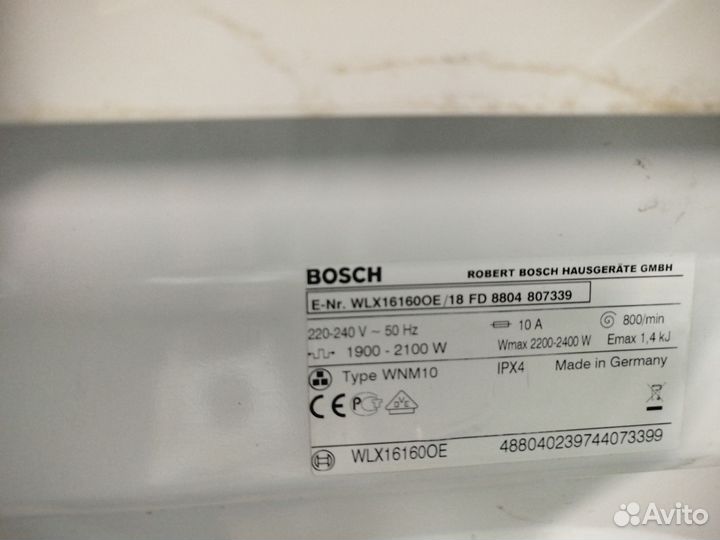 BOSCH
ROBERT BOSCH HAUSGERÄTE GMBH
E-Nr. WLX16160OE/18 FD 8804 807339
220-240 V ~ 50 Hz 10 A 800/min
1900 - 2100 W Wmax 2200-2400 W Emax 1,4 kJ
Type WNM10 IPX4 Made in Germany
CE
WLX16160OE 488040239744073399
Avito